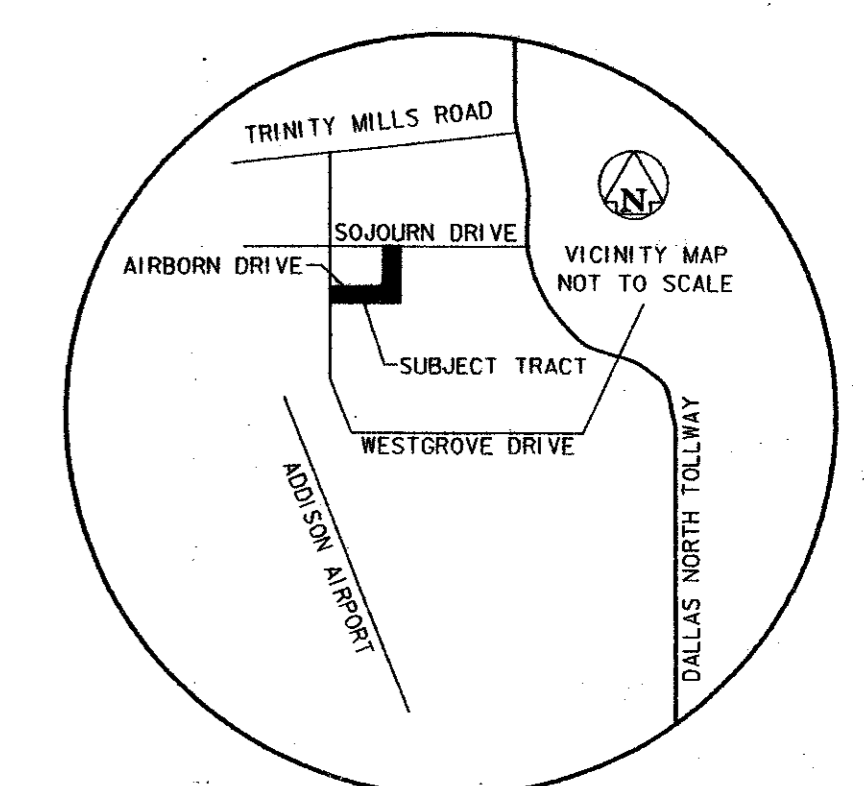 TRINITY MILLS ROAD
N
SOJOURN DRIVE
VICINITY MAP
NOT TO SCALE
AIRBORN DRIVE
SUBJECT TRACT
WESTGROVE DRIVE
ADDISON AIRPORT
DALLAS NORTH TOLLWAY